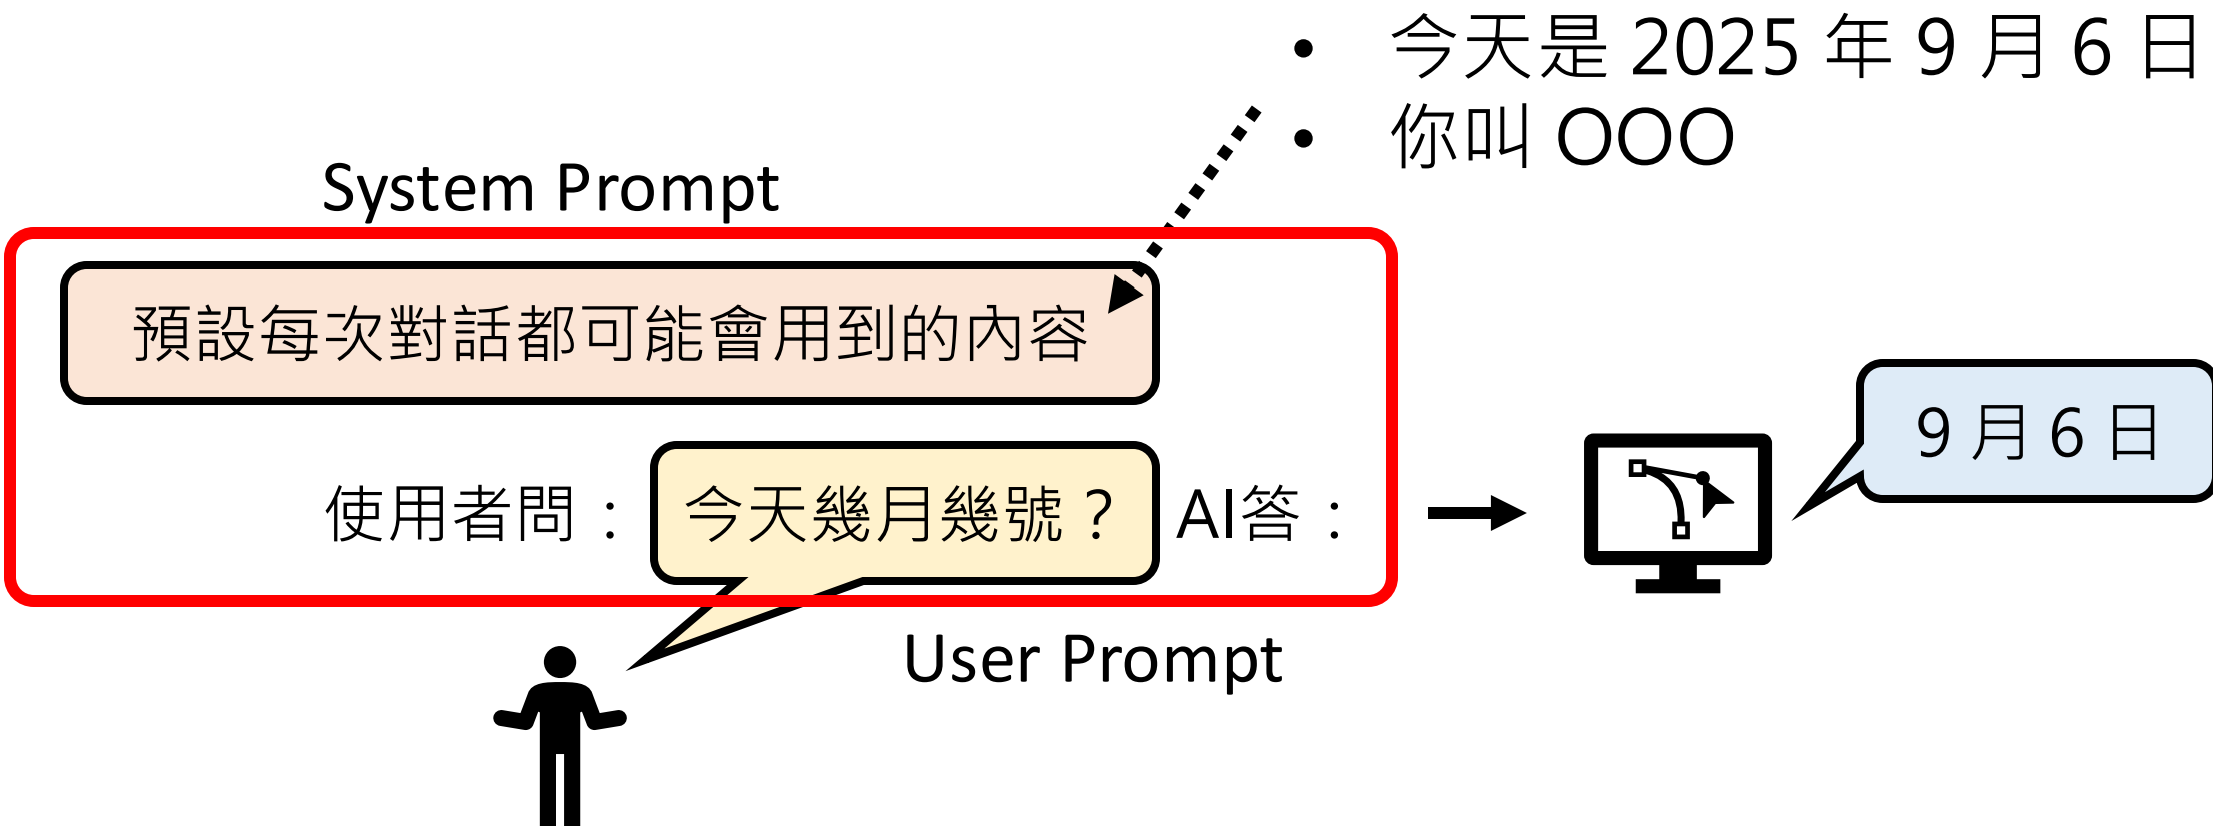 • 今天是 2025 年 9 月 6 日
• 你叫 OOO
System Prompt
預設每次對話都可能會用到的內容
9 月 6 日
使用者問：今天幾月幾號？ AI答：
User Prompt